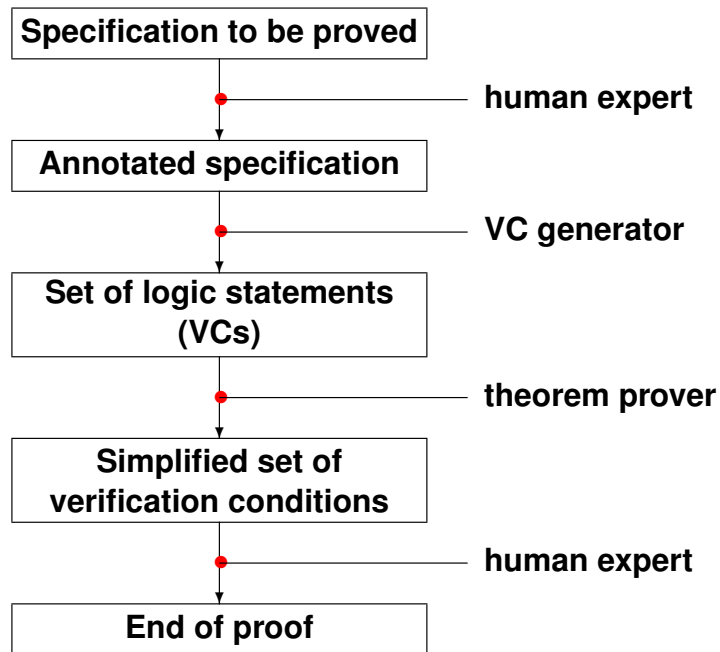 Specification to be proved
human expert
Annotated specification
VC generator
Set of logic statements
(VCs)
theorem prover
Simplified set of
verification conditions
human expert
End of proof